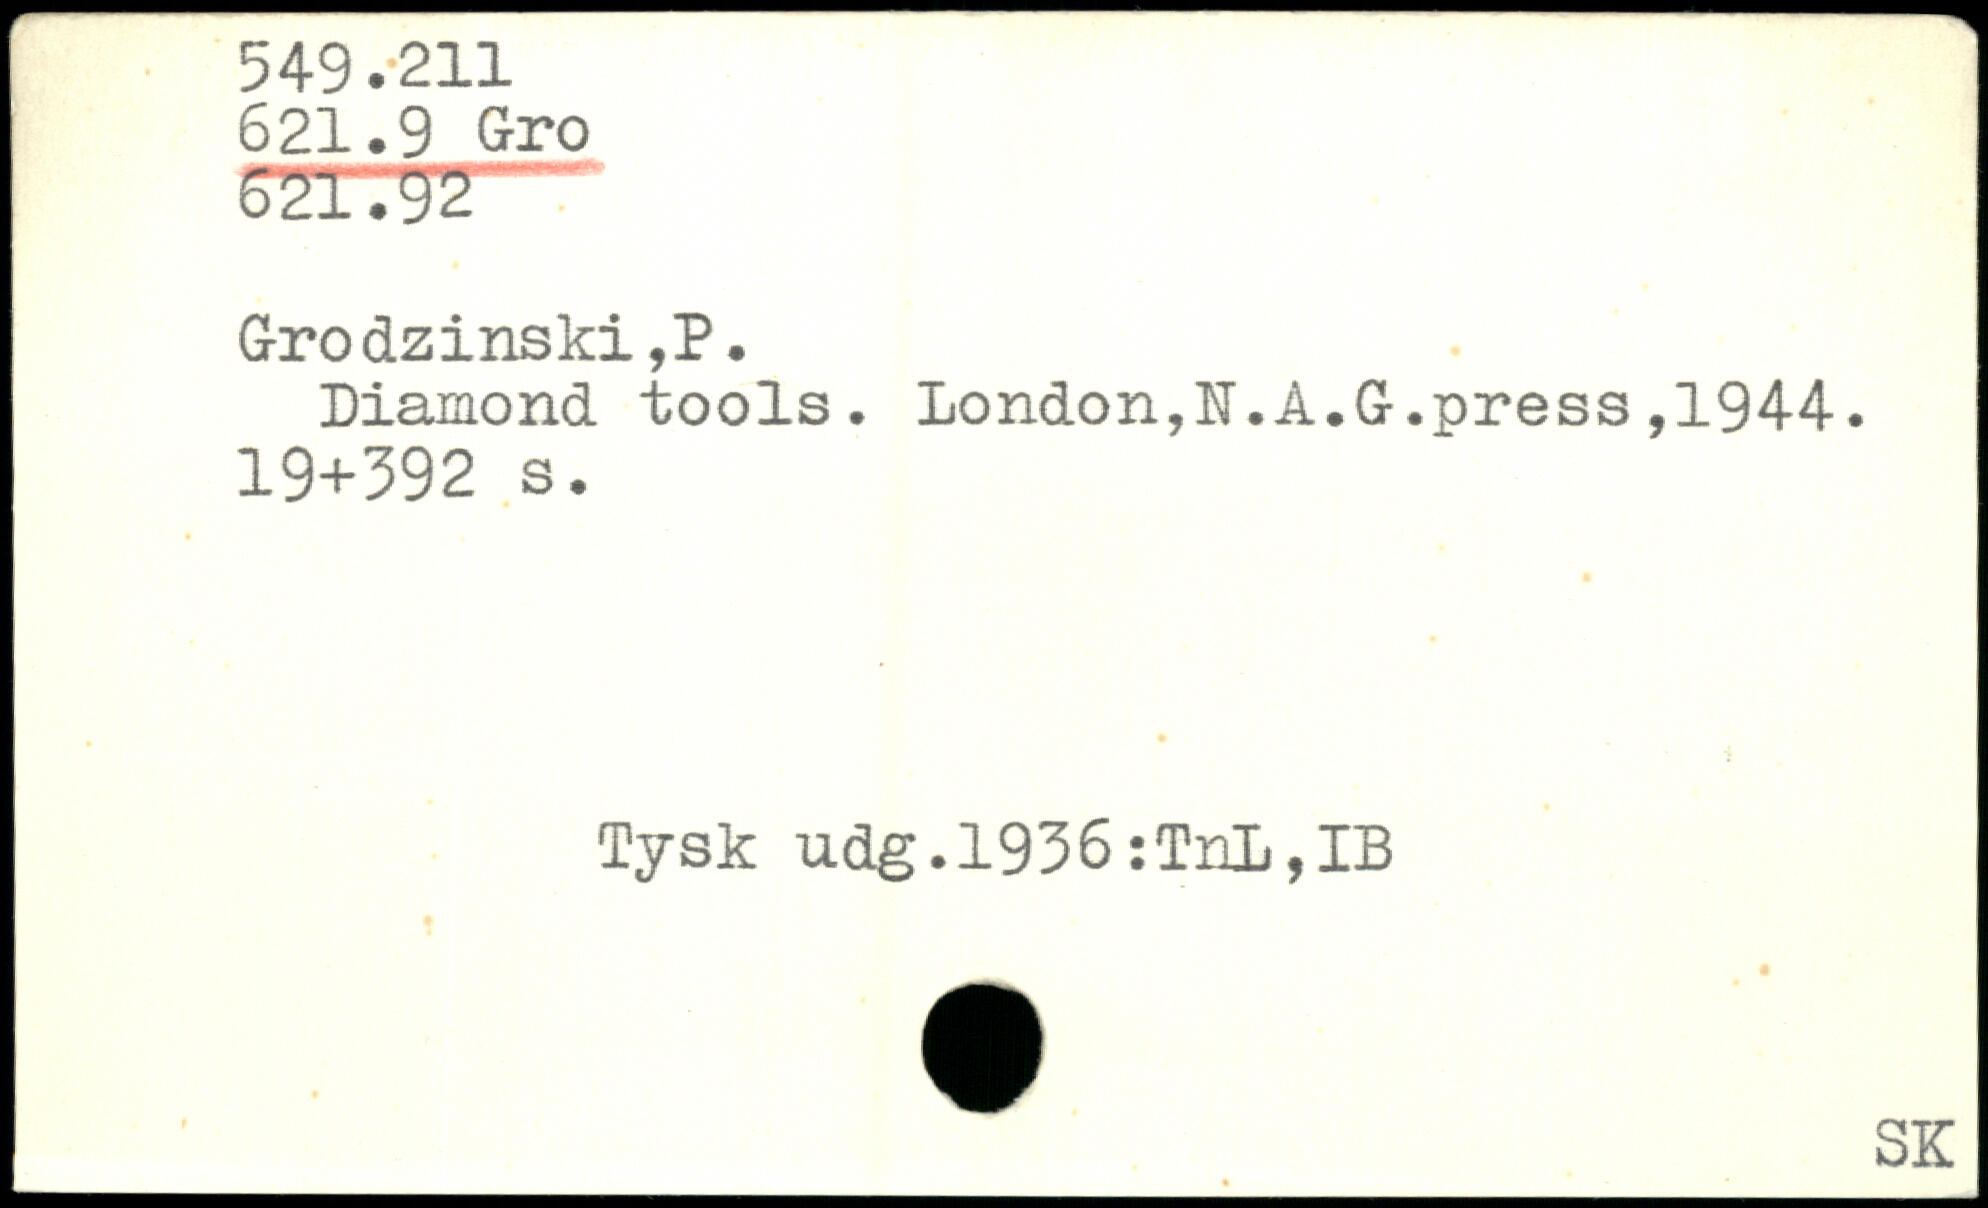 549.211
621.9 Gro
621.92
Grodzinski,P.
Diamond tools. London,N.A.G.press,1944.
19+392 s.
Tysk udg.1936:TnL,IB
SK